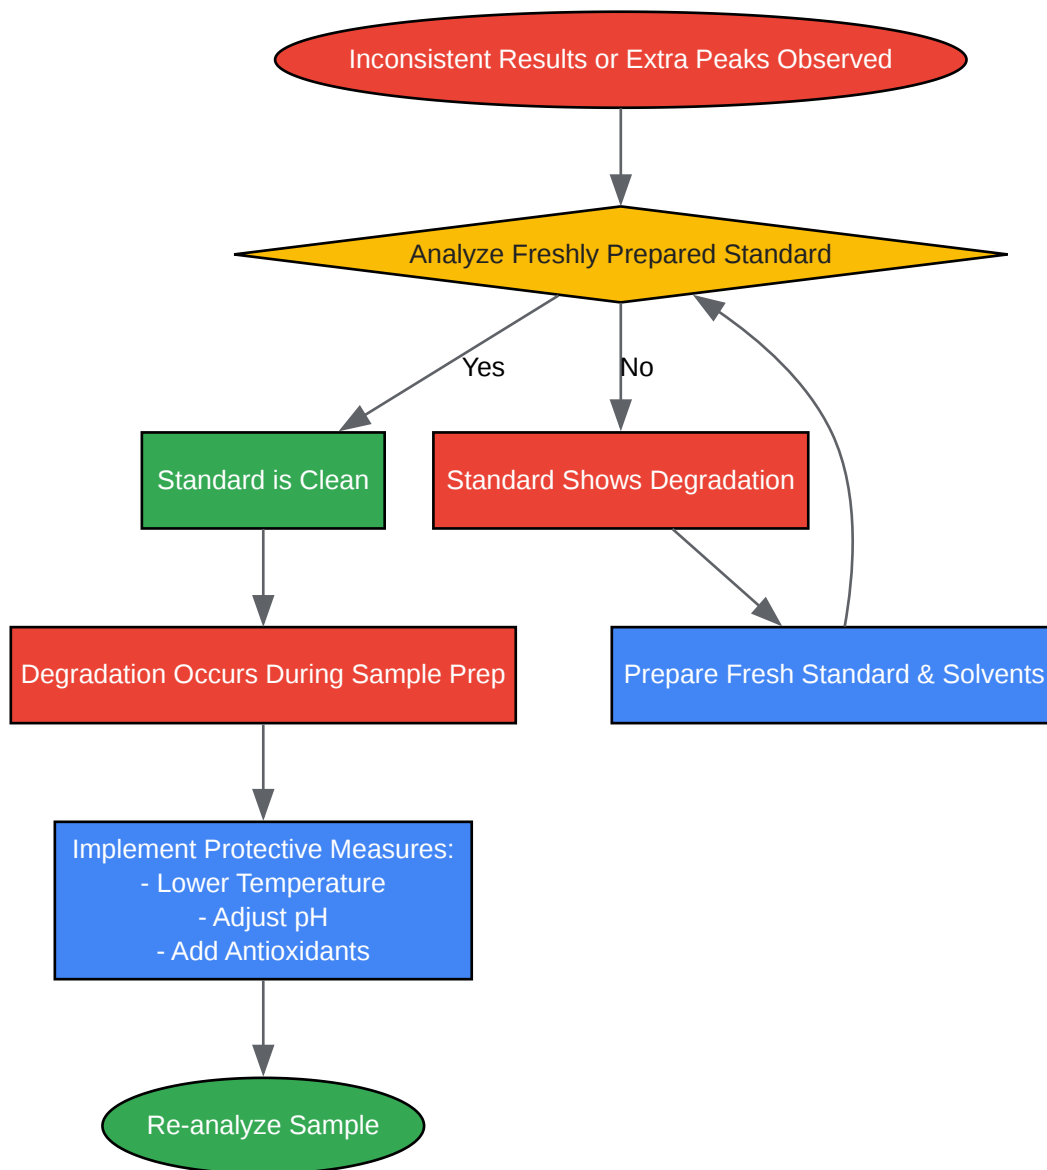 Inconsistent Results or Extra Peaks Observed
Analyze Freshly Prepared Standard
Yes
No
Standard is Clean
Standard Shows Degradation
Degradation Occurs During Sample Prep
Prepare Fresh Standard & Solvents
Implement Protective Measures:
- Lower Temperature
- Adjust pH
- Add Antioxidants
Re-analyze Sample